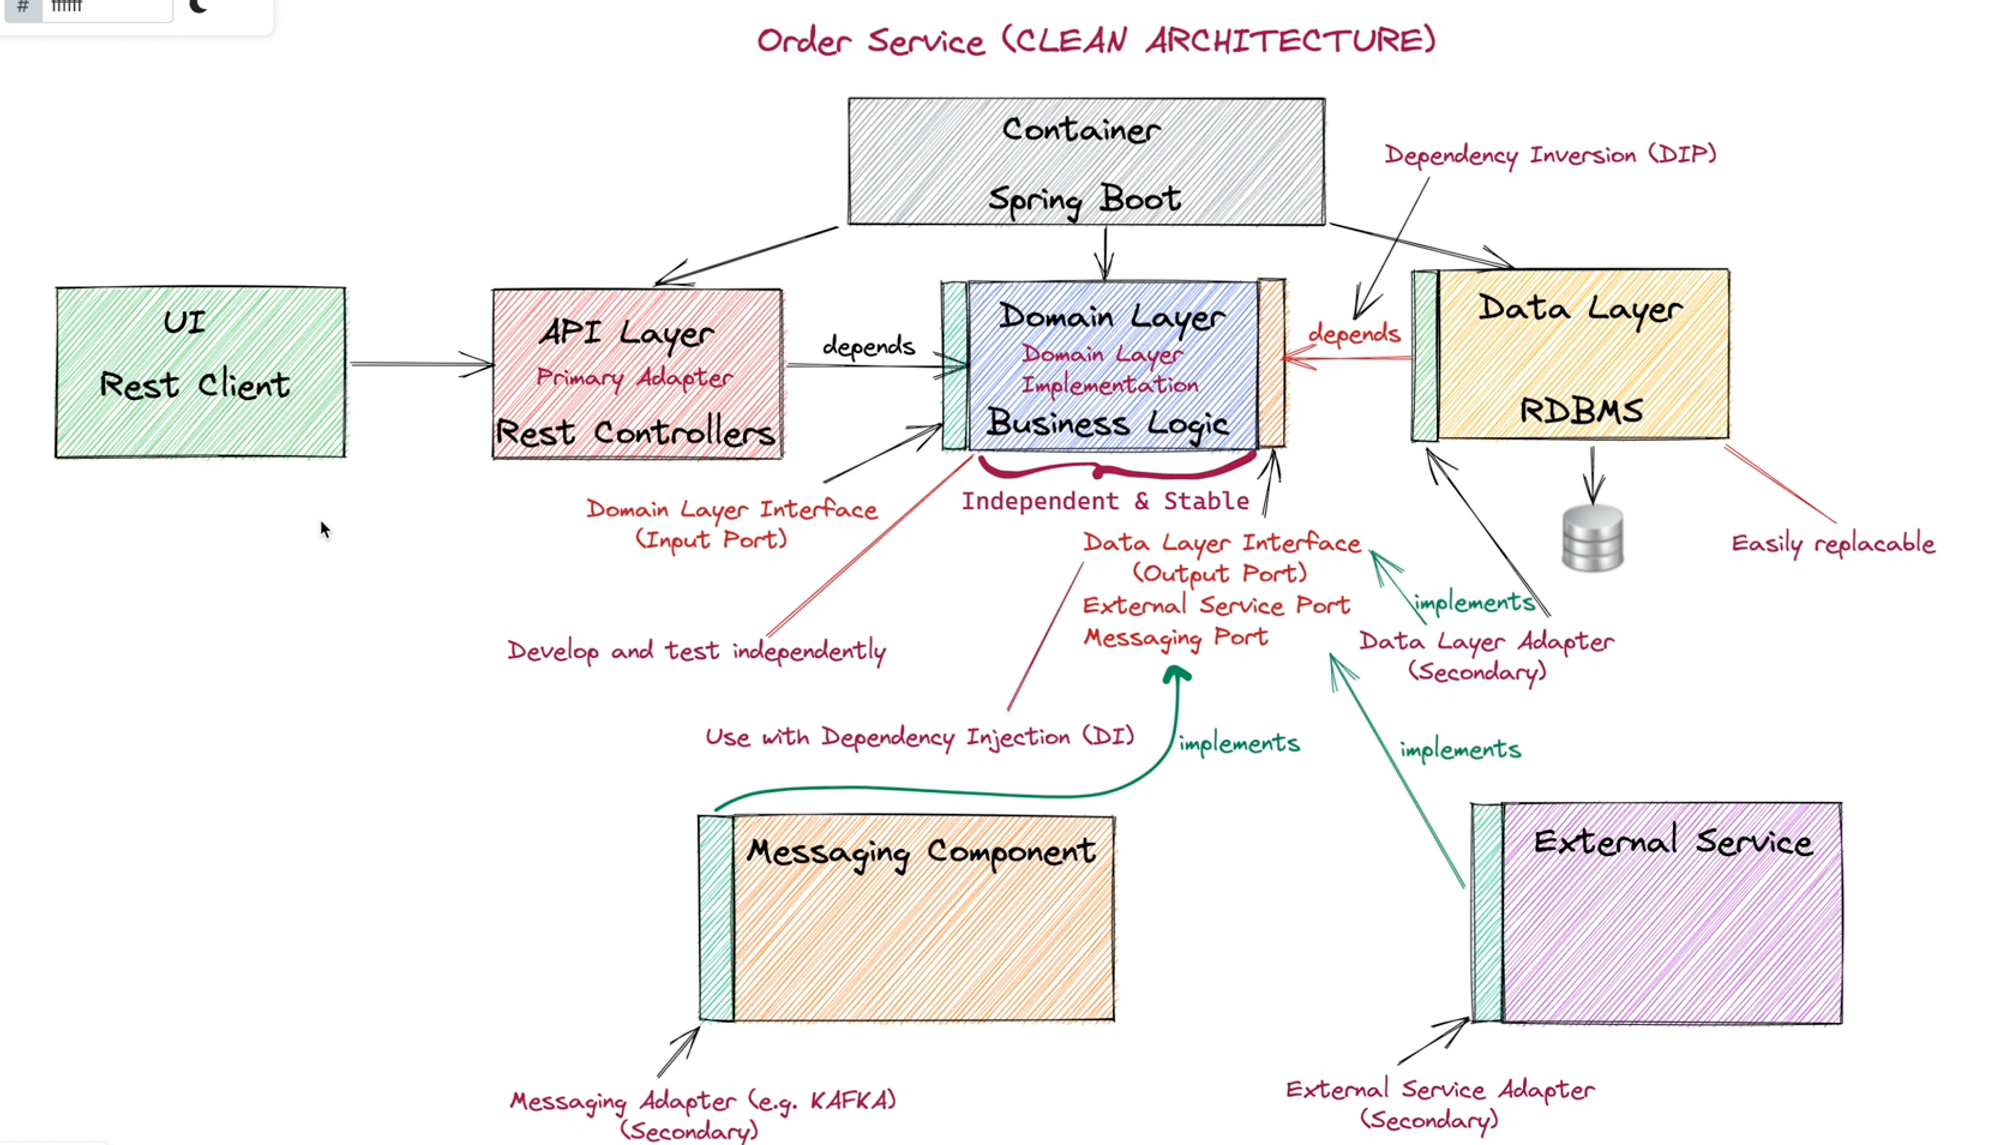 #
ffffff
Order Service (CLEAN ARCHITECTURE)
Container
Spring Boot
Dependency Inversion (DIP)
UI
Rest Client
API Layer
Primary Adapter
Rest Controllers
depends
Domain Layer
Domain Layer
Implementation
Business Logic
depends
Data Layer
RDBMS
Domain Layer Interface
(Input Port)
Independent & Stable
Data Layer Interface
(Output Port)
External Service Port
Messaging Port
Easily replacable
implements
Data Layer Adapter
(Secondary)
Develop and test independently
Use with Dependency Injection (DI)
implements
implements
Messaging Component
External Service
Messaging Adapter (e.g. KAFKA)
(Secondary)
External Service Adapter
(Secondary)